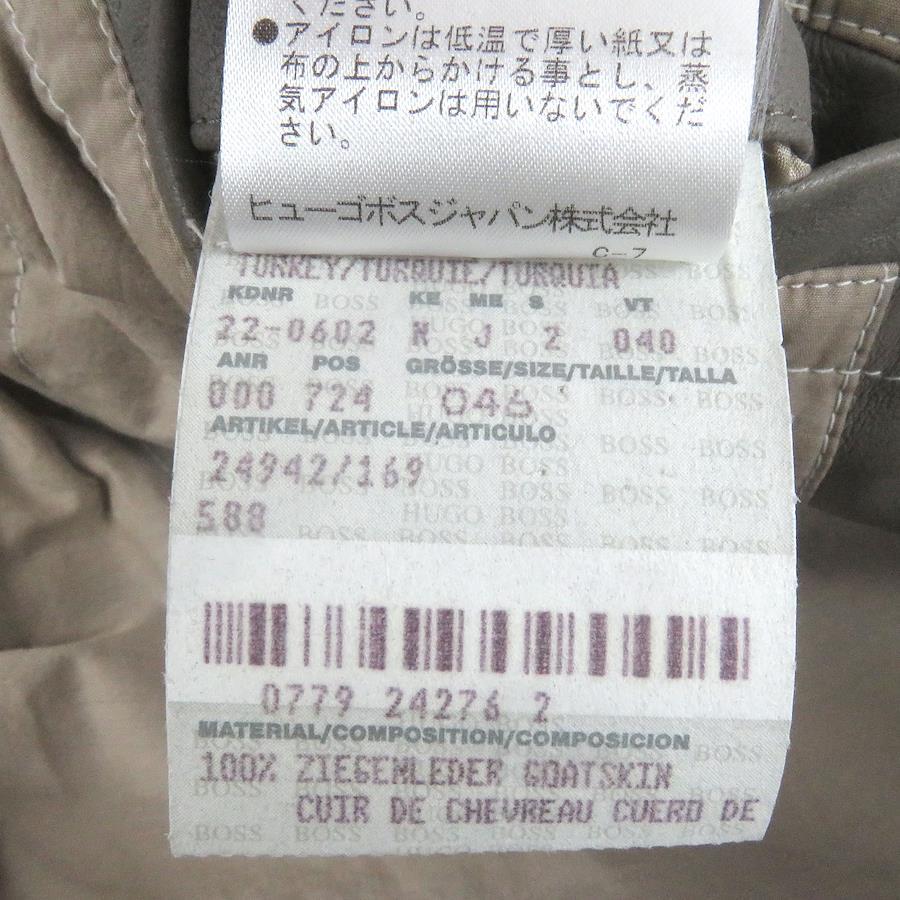 ください。
●アイロンは低温で厚い紙又は
布の上からかける事とし、蒸
気アイロンは用いないでくだ
さい。
ヒューゴボスジャパン株式会社
C-7
TURKEY/TURQUIE/TURQUIA
KDNR KE ME S VT
22-0602 N J 2 040
ANR POS GRÖSSE/SIZE/TAILLE/TALLA
000 724 046
ARTIKEL/ARTICLE/ARTICULO
24942/169
588
0779 24276 2
MATERIAL/COMPOSITION/COMPOSICION
100% ZIEGENLEDER GOATSKIN
CUIR DE CHEVREAU CUERO DE